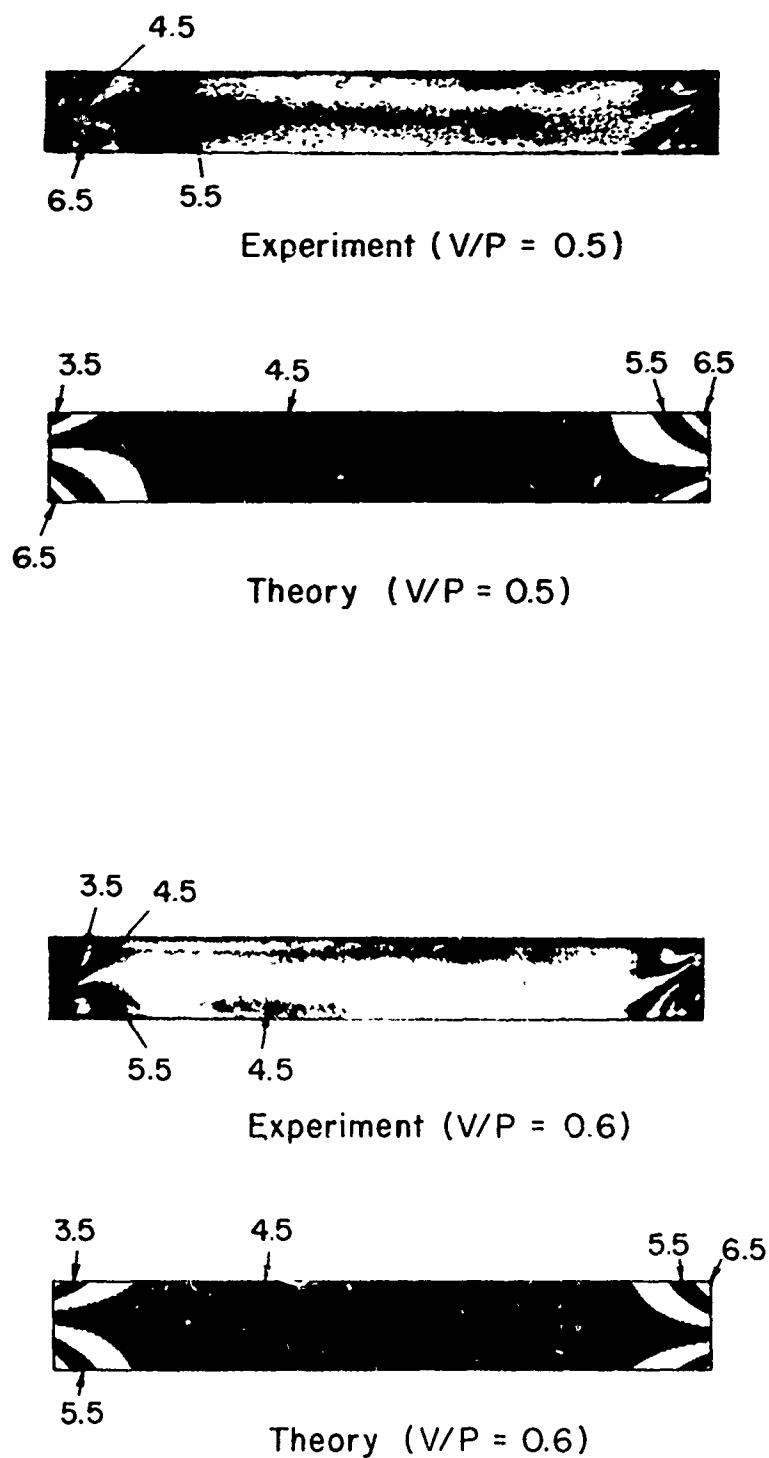 4.5
6.5 5.5
Experiment (V/P = 0.5)
3.5 4.5 5.5 6.5
6.5
Theory (V/P = 0.5)
3.5 4.5
5.5 4.5
Experiment (V/P = 0.6)
3.5 4.5 5.5 6.5
5.5
Theory (V/P = 0.6)